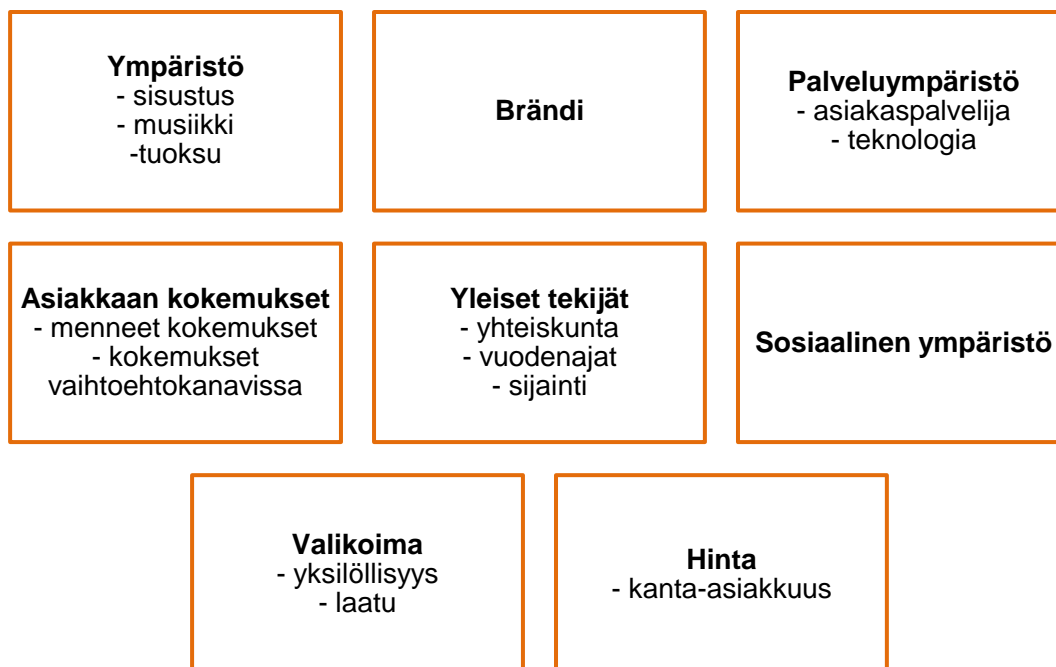 Ympäristö
- sisustus
- musiikki
-tuoksu
Brändi
Palveluympäristö
- asiakaspalvelija
- teknologia
Asiakkaan kokemukset
- menneet kokemukset
- kokemukset
vaihtoehtokanavissa
Yleiset tekijät
- yhteiskunta
- vuodenajat
- sijainti
Sosiaalinen ympäristö
Valikoima
- yksilöllisyys
- laatu
Hinta
- kanta-asiakkuus